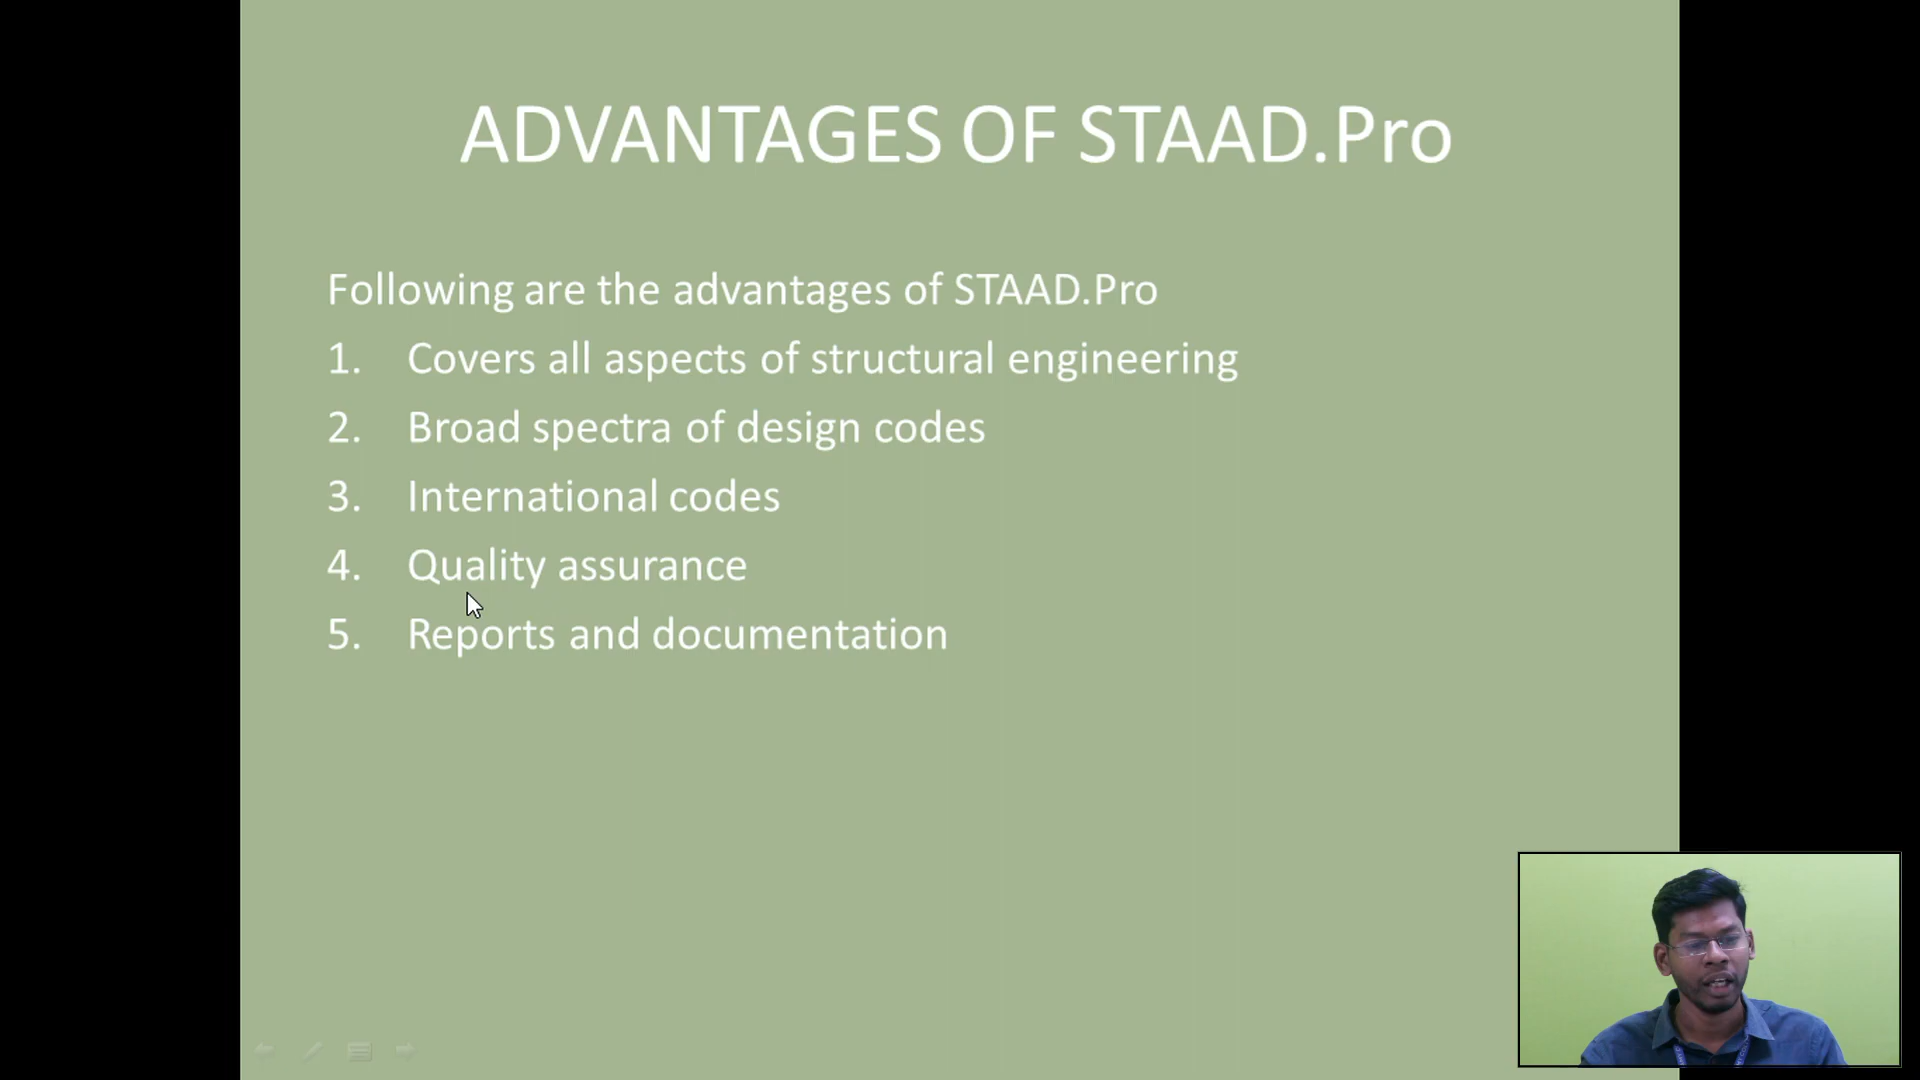 ADVANTAGES OF STAAD.Pro
Following are the advantages of STAAD.Pro
1. Covers all aspects of structural engineering
2. Broad spectra of design codes
3. International codes
4. Quality assurance
5. Reports and documentation